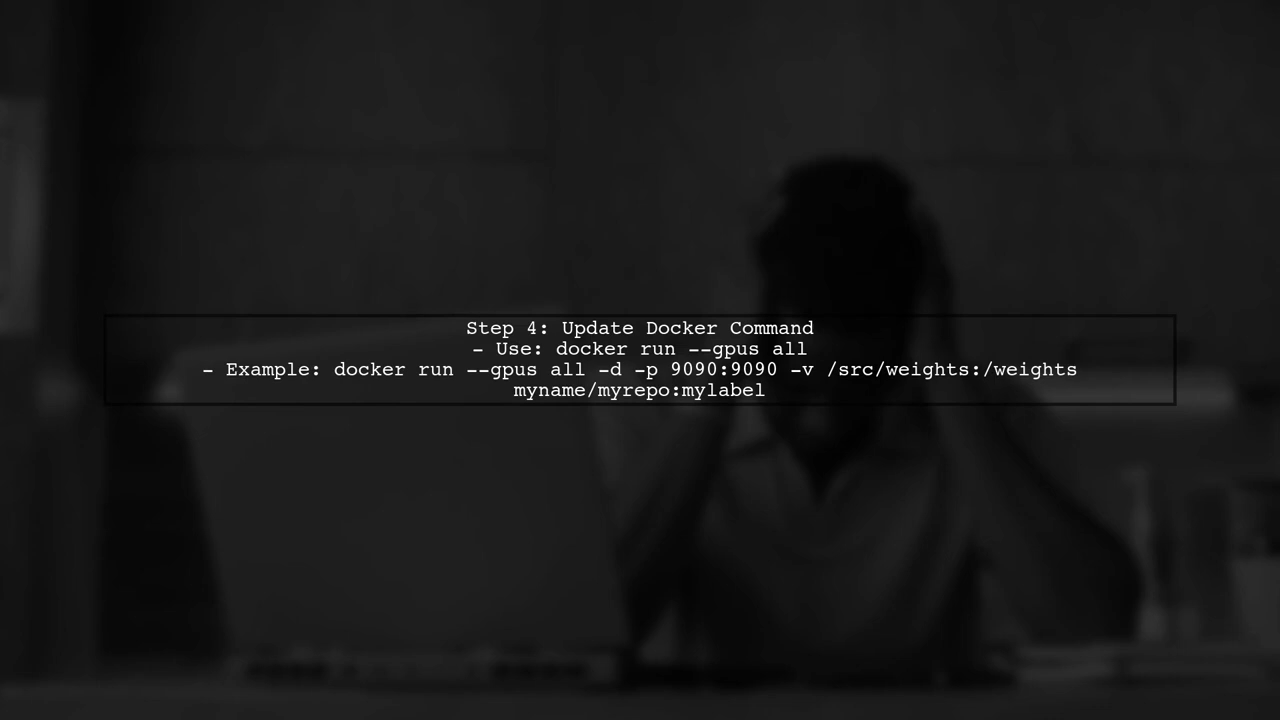 Step 4: Update Docker Command
- Use: docker run --gpus all
- Example: docker run --gpus all -d -p 9090:9090 -v /src/weights:/weights
myname/myrepo:mylabel